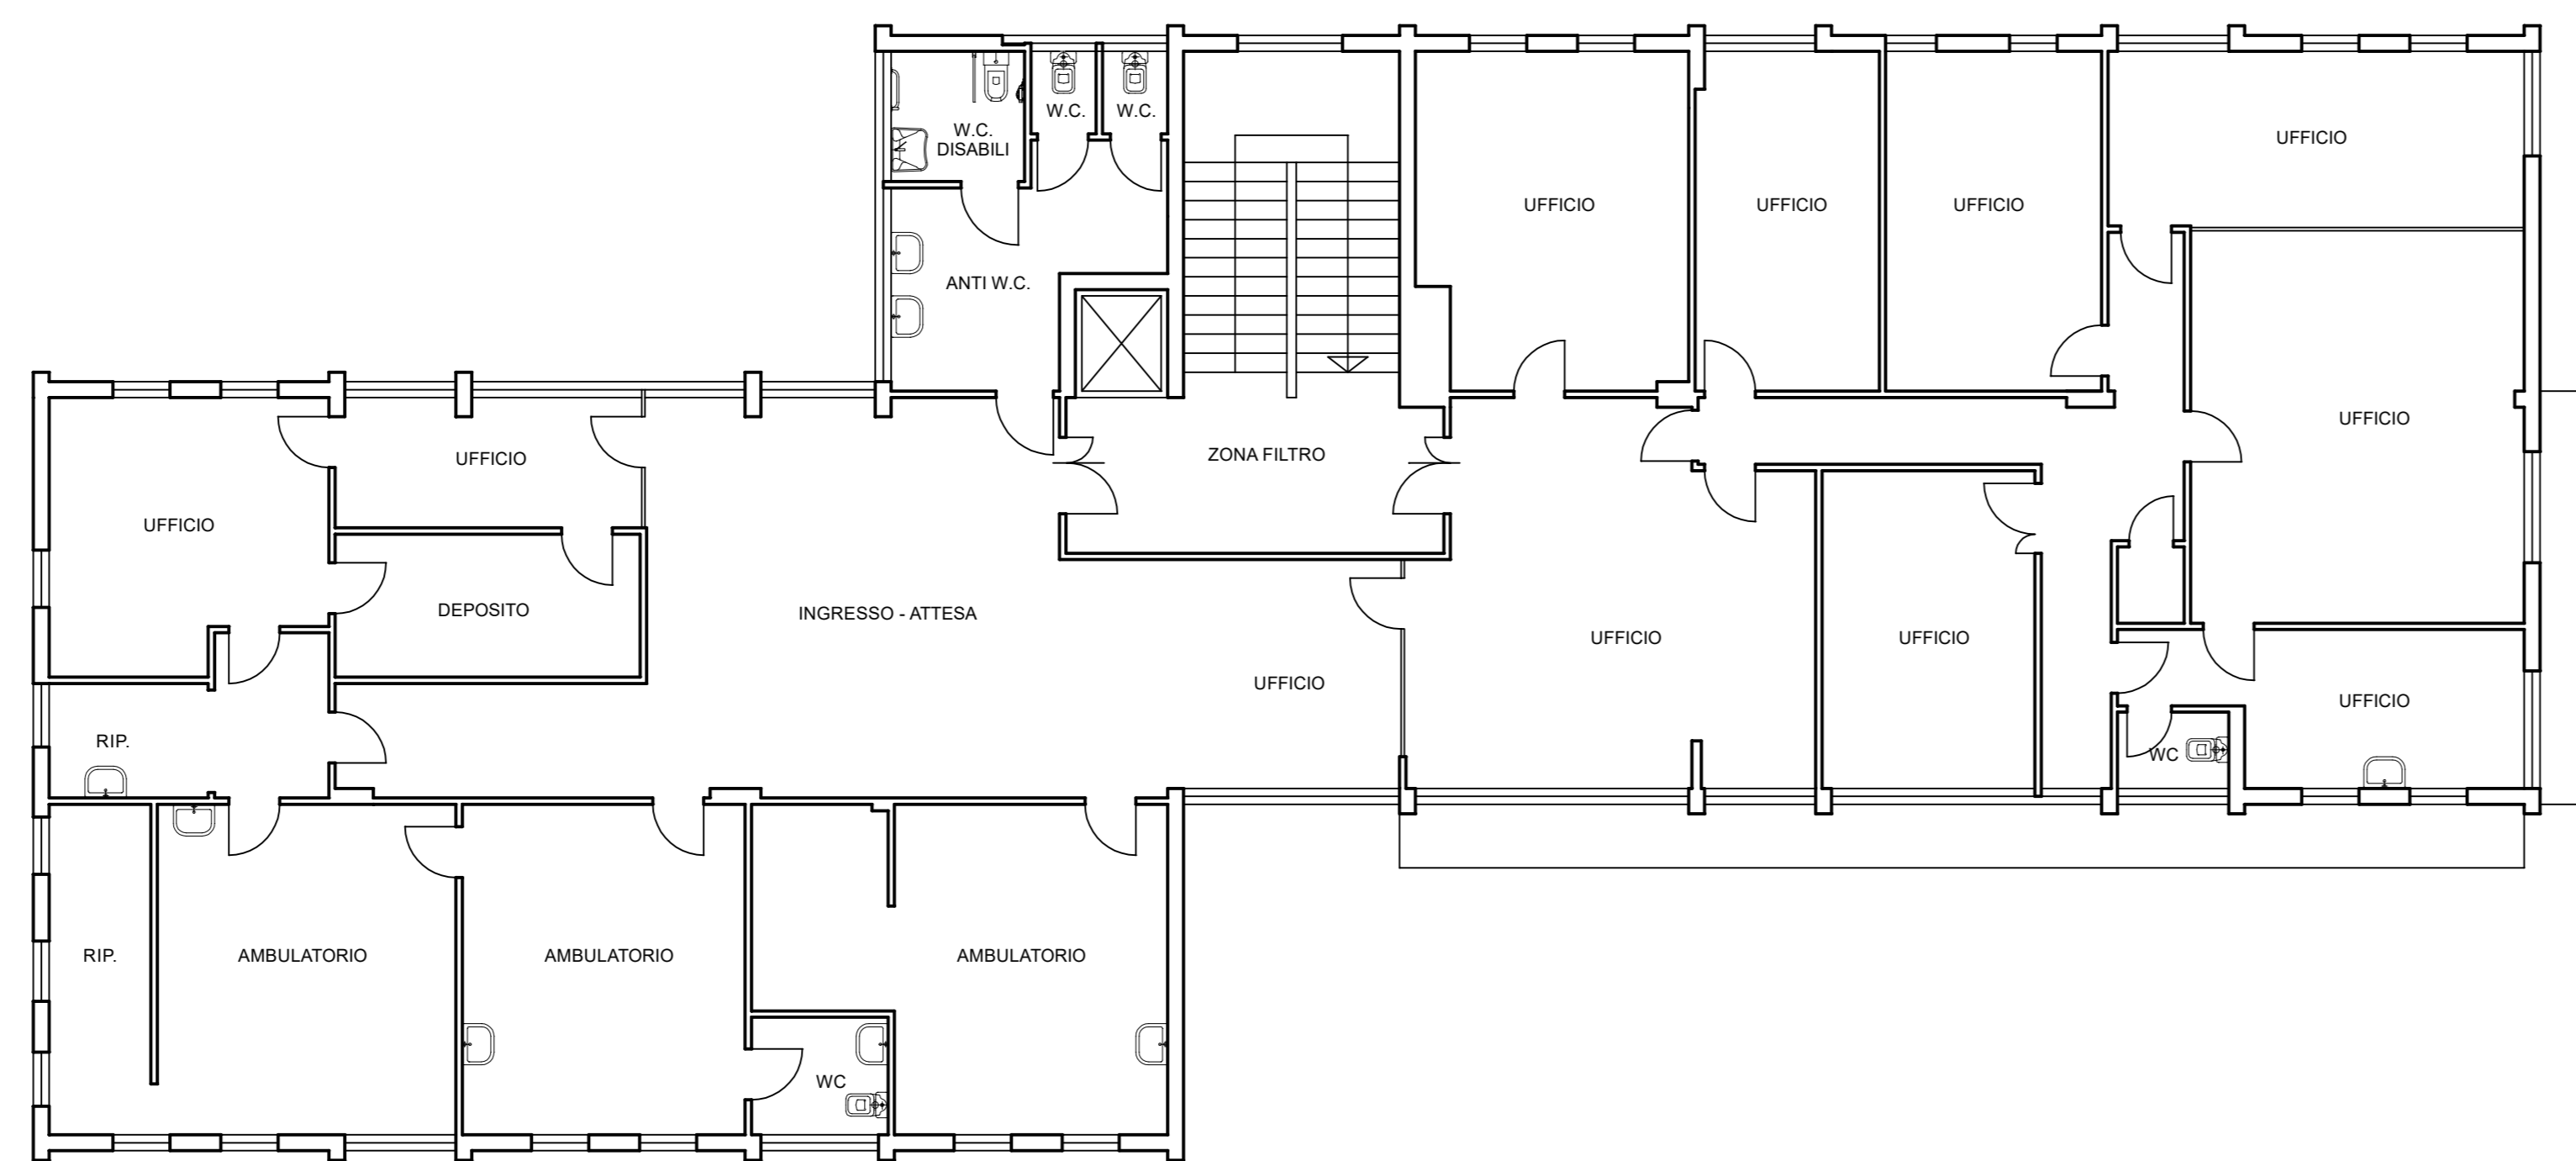 W.C.
W.C.
W.C.
DISABILI
UFFICIO
UFFICIO
UFFICIO
UFFICIO
ANTI W.C.
UFFICIO
ZONA FILTRO
UFFICIO
UFFICIO
DEPOSITO
INGRESSO - ATTESA
UFFICIO
UFFICIO
UFFICIO
UFFICIO
RIP.
WC
RIP.
AMBULATORIO
AMBULATORIO
AMBULATORIO
WC